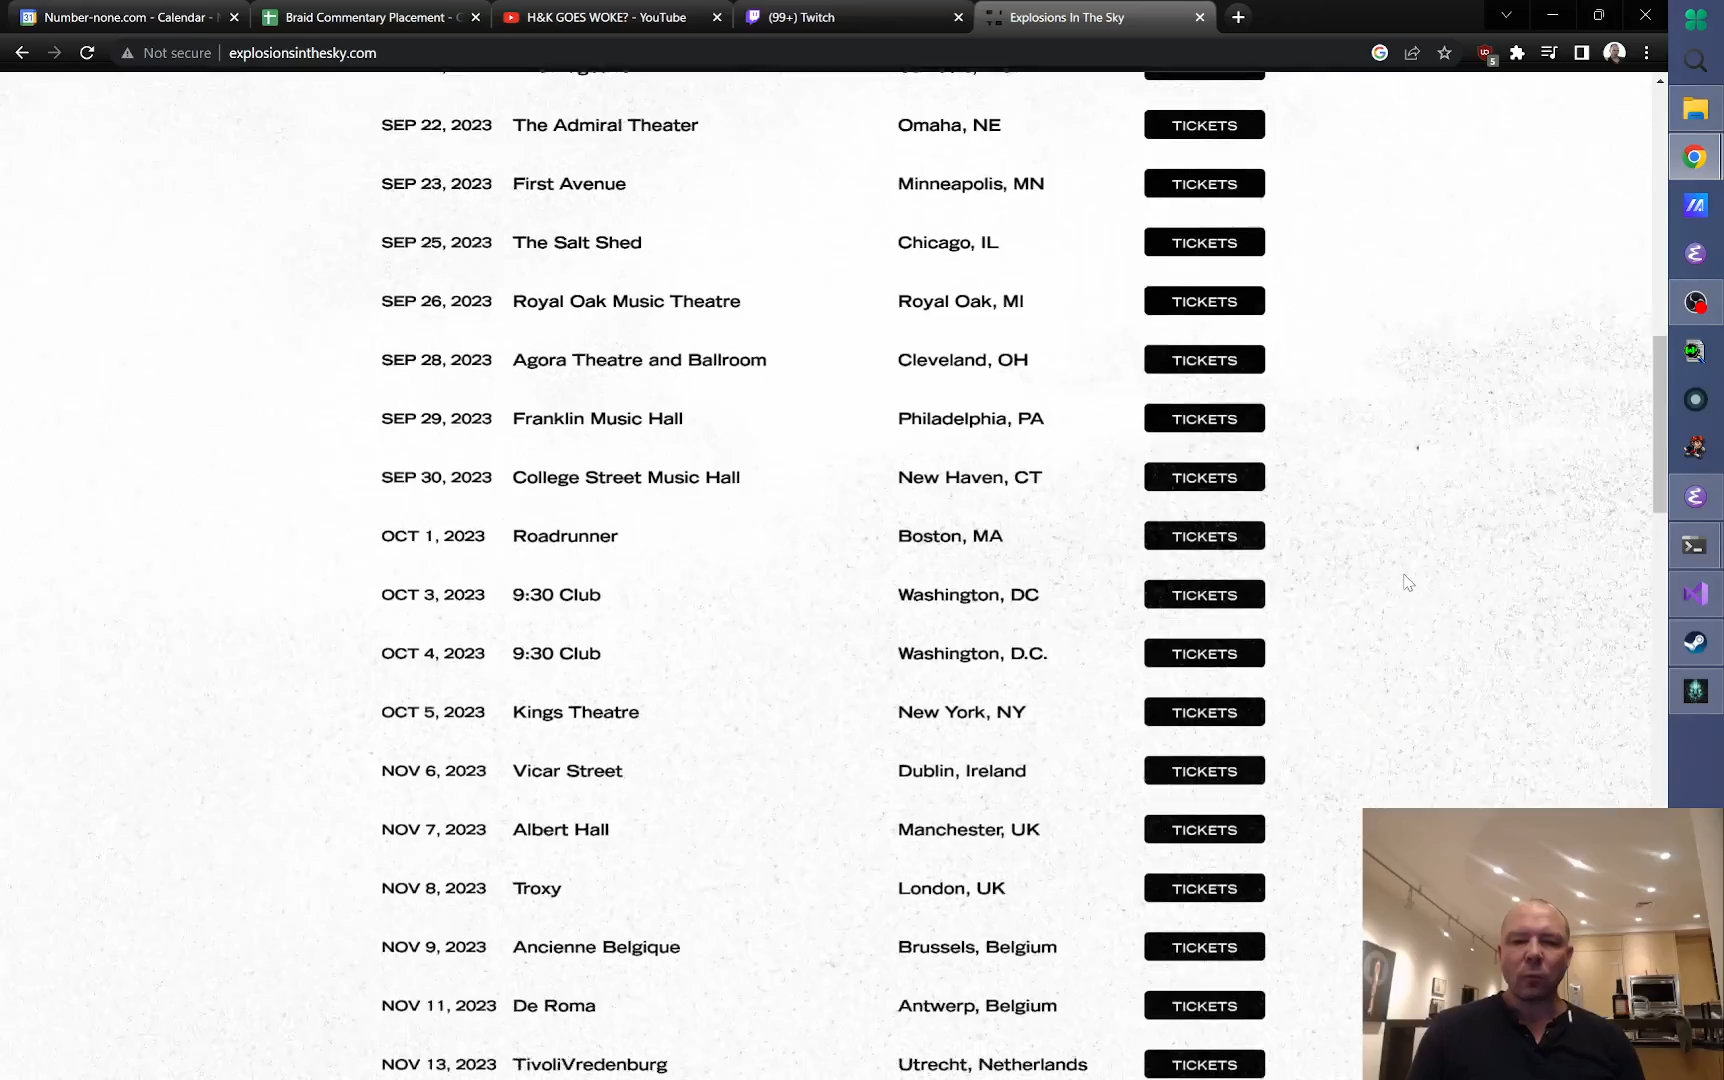 Number-none.com - Calendar -
Braid Commentary Placement -
H&K GOES WOKE? - YouTube
(99+) Twitch
Explosions In The Sky
Not secure
explosionsinthesky.com
5
SEP 22, 2023 The Admiral Theater Omaha, NE TICKETS
SEP 23, 2023 First Avenue Minneapolis, MN TICKETS
SEP 25, 2023 The Salt Shed Chicago, IL TICKETS
SEP 26, 2023 Royal Oak Music Theatre Royal Oak, MI TICKETS
SEP 28, 2023 Agora Theatre and Ballroom Cleveland, OH TICKETS
SEP 29, 2023 Franklin Music Hall Philadelphia, PA TICKETS
SEP 30, 2023 College Street Music Hall New Haven, CT TICKETS
OCT 1, 2023 Roadrunner Boston, MA TICKETS
OCT 3, 2023 9:30 Club Washington, DC TICKETS
OCT 4, 2023 9:30 Club Washington, D.C. TICKETS
OCT 5, 2023 Kings Theatre New York, NY TICKETS
NOV 6, 2023 Vicar Street Dublin, Ireland TICKETS
NOV 7, 2023 Albert Hall Manchester, UK TICKETS
NOV 8, 2023 Troxy London, UK TICKETS
NOV 9, 2023 Ancienne Belgique Brussels, Belgium TICKETS
NOV 11, 2023 De Roma Antwerp, Belgium TICKETS
NOV 13, 2023 TivoliVredenburg Utrecht, Netherlands TICKETS